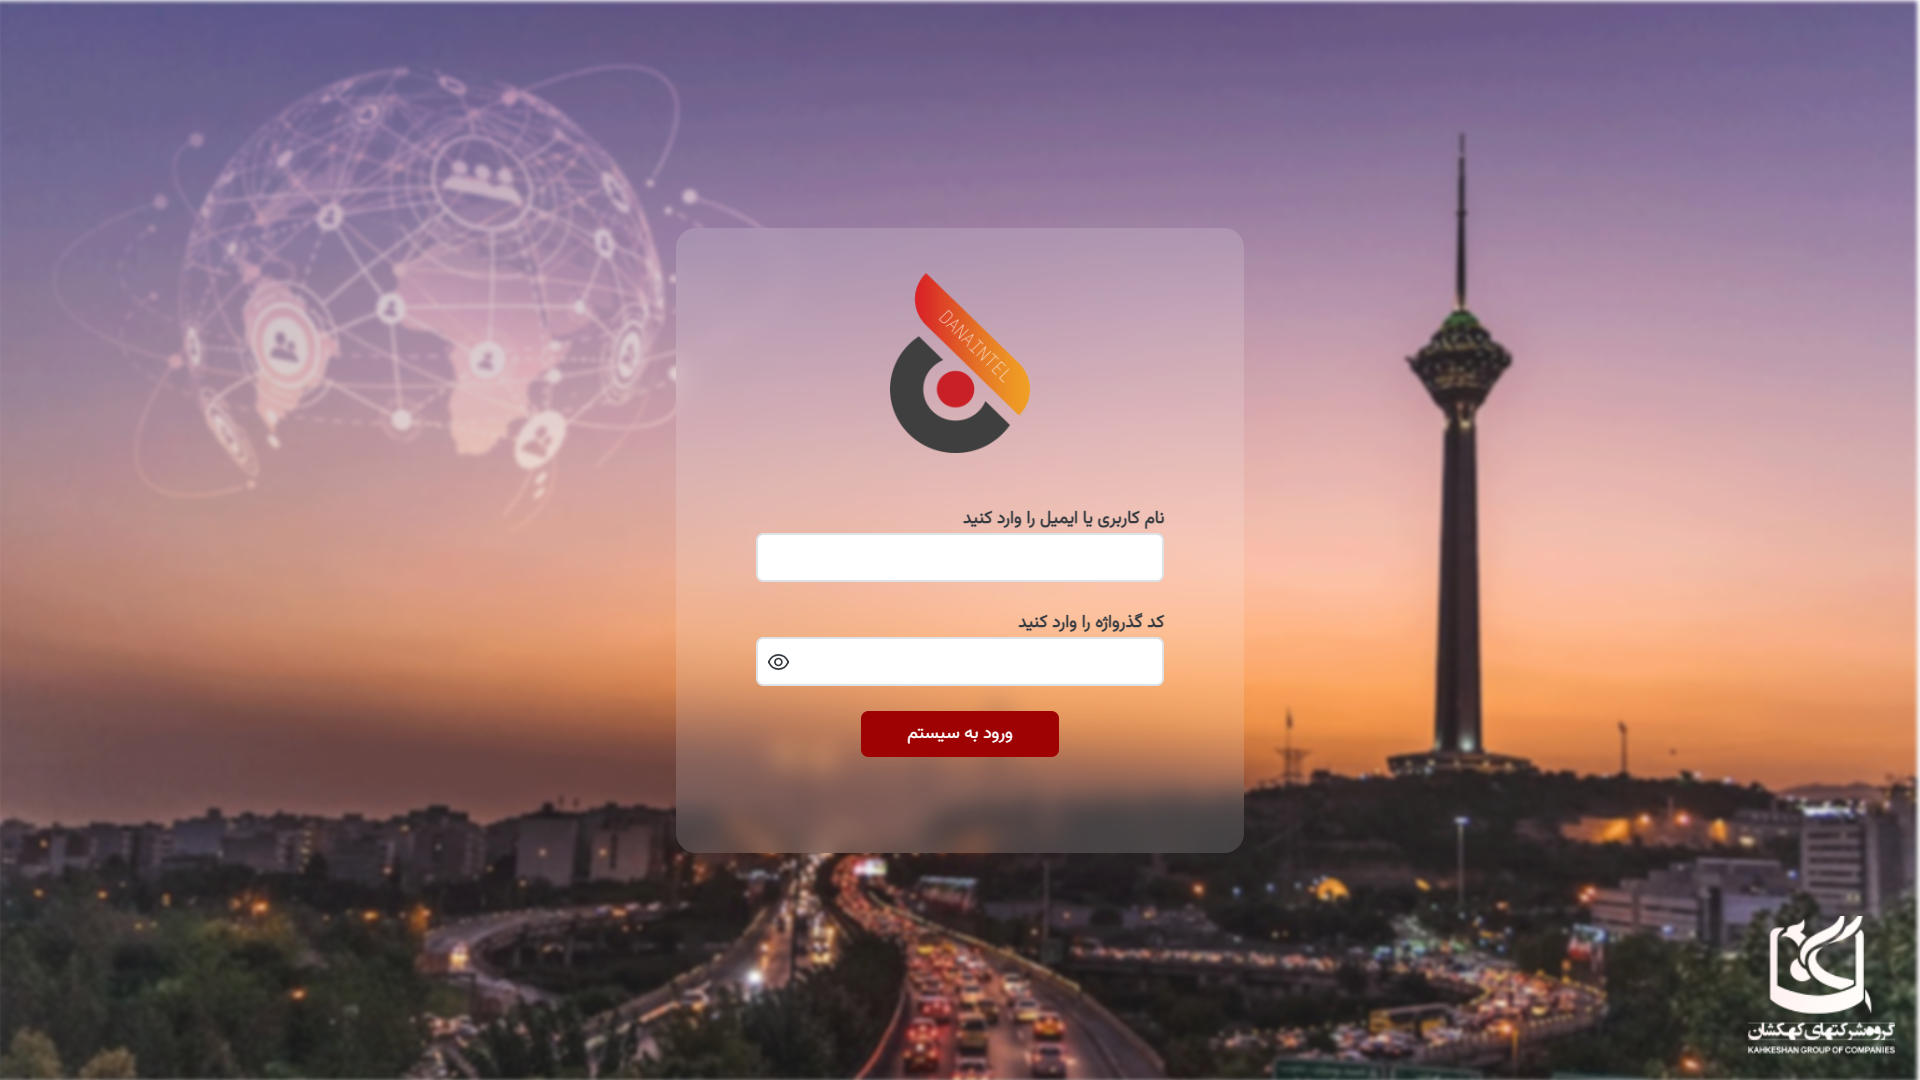 DANAINTEL
نام کاربری یا ایمیل را وارد کنید
کد گذرواژه را وارد کنید
ورود به سیستم
گروه شرکتهای کهکشان
KAHKESHAN GROUP OF COMPANIES